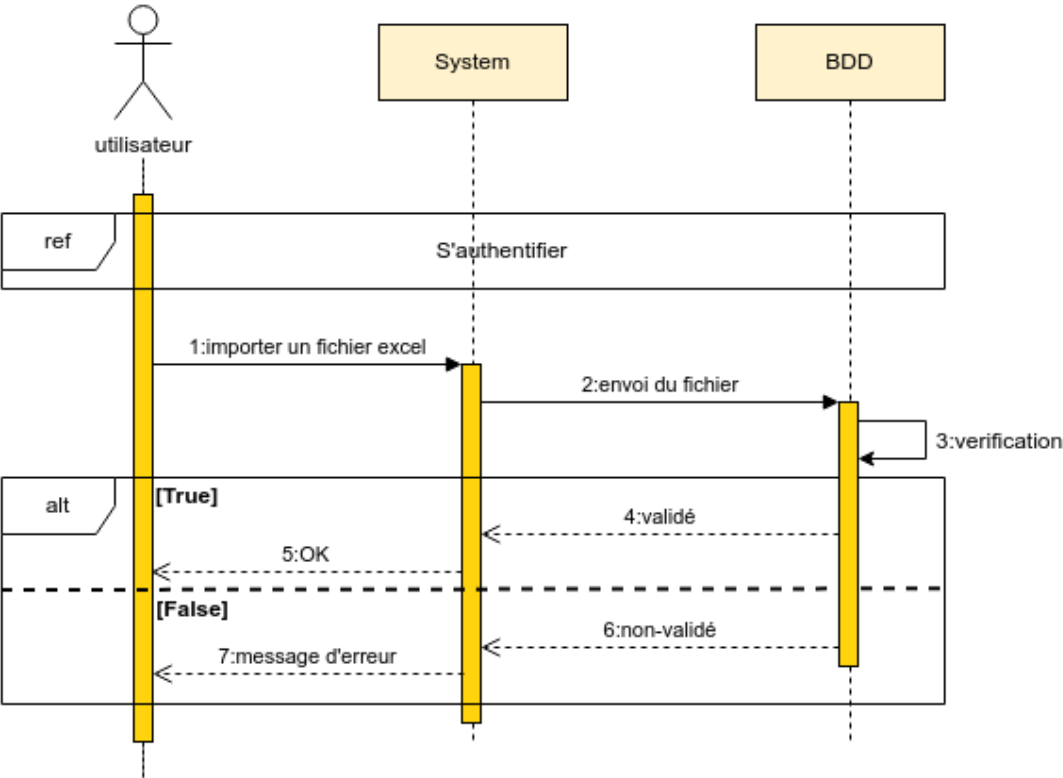 utilisateur
System
BDD
ref
S'authentifier
1:importer un fichier excel
2:envoi du fichier
3:verification
alt
[True]
4:validé
5:OK
[False]
6:non-validé
7:message d'erreur